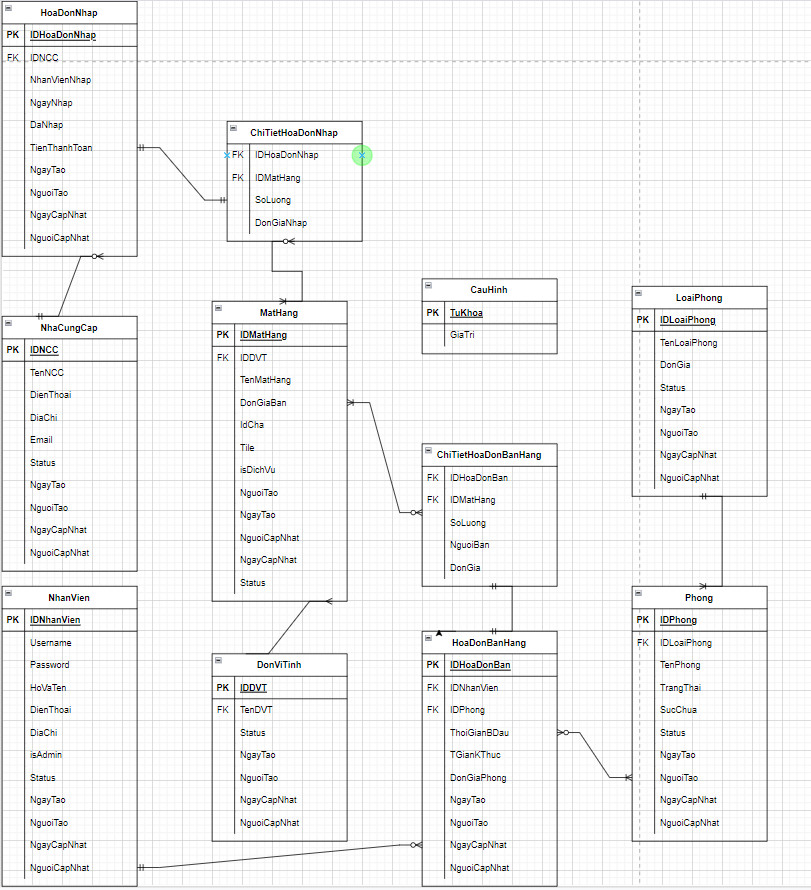 HoaDonNhap
PK IDHoaDonNhap
FK IDNCC
NhanVienNhap
NgayNhap
DaNhap
TienThanhToan
NgayTao
NguoiTao
NgayCapNhat
NguoiCapNhat
ChiTietHoaDonNhap
FK IDHoaDonNhap
FK IDMatHang
SoLuong
DonGiaNhap
NhaCungCap
PK IDNCC
TenNCC
DienThoai
DiaChi
Email
Status
NgayTao
NguoiTao
NgayCapNhat
NguoiCapNhat
MatHang
PK IDMatHang
FK IDDVT
TenMatHang
DonGiaBan
IdCha
Tile
isDichVu
NguoiTao
NgayTao
NguoiCapNhat
NgayCapNhat
Status
CauHinh
PK TuKhoa
GiaTri
LoaiPhong
PK IDLoaiPhong
TenLoaiPhong
DonGia
Status
NgayTao
NguoiTao
NgayCapNhat
NguoiCapNhat
ChiTietHoaDonBanHang
FK IDHoaDonBan
FK IDMatHang
SoLuong
NguoiBan
DonGia
NhanVien
PK IDNhanVien
Username
Password
HoVaTen
DienThoai
DiaChi
isAdmin
Status
NgayTao
NguoiTao
NgayCapNhat
NguoiCapNhat
DonViTinh
PK IDDVT
FK TenDVT
Status
NgayTao
NguoiTao
NgayCapNhat
NguoiCapNhat
HoaDonBanHang
PK IDHoaDonBan
FK IDNhanVien
FK IDPhong
ThoiGianBDau
TGianKThuc
DonGiaPhong
NgayTao
NguoiTao
NgayCapNhat
NguoiCapNhat
Phong
PK IDPhong
FK IDLoaiPhong
TenPhong
TrangThai
SucChua
Status
NgayTao
NguoiTao
NgayCapNhat
NguoiCapNhat